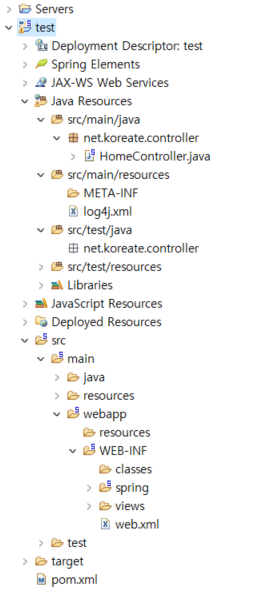 Servers
test
Deployment Descriptor: test
Spring Elements
JAX-WS Web Services
Java Resources
src/main/java
net.koreate.controller
HomeController.java
src/main/resources
META-INF
log4j.xml
src/test/java
net.koreate.controller
src/test/resources
Libraries
JavaScript Resources
Deployed Resources
src
main
java
resources
webapp
resources
WEB-INF
classes
spring
views
web.xml
test
target
pom.xml